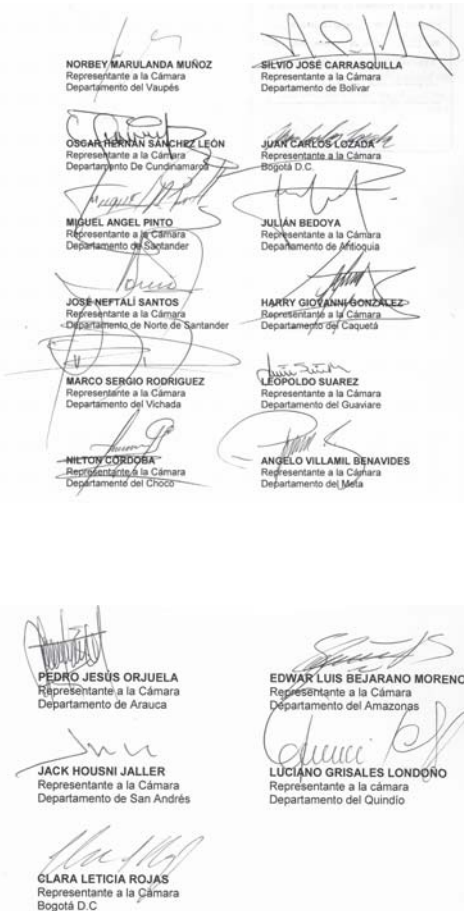 NORBEY MARULANDA MUÑOZ
Representante a la Cámara
Departamento del Vaupés
SILVIO JOSÉ CARRASQUILLA
Representante a la Cámara
Departamento de Bolívar
OSCAR HERNÁN SÁNCHEZ LEÓN
Representante a la Cámara
Departamento De Cundinamarca
JUAN CARLOS LOZADA
Representante a la Cámara
Bogotá D.C.
MIGUEL ANGEL PINTO
Representante a la Cámara
Departamento de Santander
JULIÁN BEDOYA
Representante a la Cámara
Departamento de Antioquia
JOSÉ NEFTALÍ SANTOS
Representante a la Cámara
Departamento de Norte de Santander
HARRY GIOVANNI GONZÁLEZ
Representante a la Cámara
Departamento del Caquetá
MARCO SERGIO RODRIGUEZ
Representante a la Cámara
Departamento del Vichada
LEOPOLDO SUAREZ
Representante a la Cámara
Departamento del Guaviare
NILTON CÓRDOBA
Representante a la Cámara
Departamento del Chocó
ANGELO VILLAMIL BENAVIDES
Representante a la Cámara
Departamento del Meta
PEDRO JESÚS ORJUELA
Representante a la Cámara
Departamento de Arauca
EDWAR LUIS BEJARANO MORENO
Representante a la Cámara
Departamento del Amazonas
JACK HOUSNI JALLER
Representante a la Cámara
Departamento de San Andrés
LUCIANO GRISALES LONDOÑO
Representante a la cámara
Departamento del Quindío
CLARA LETICIA ROJAS
Representante a la Cámara
Bogotá D.C